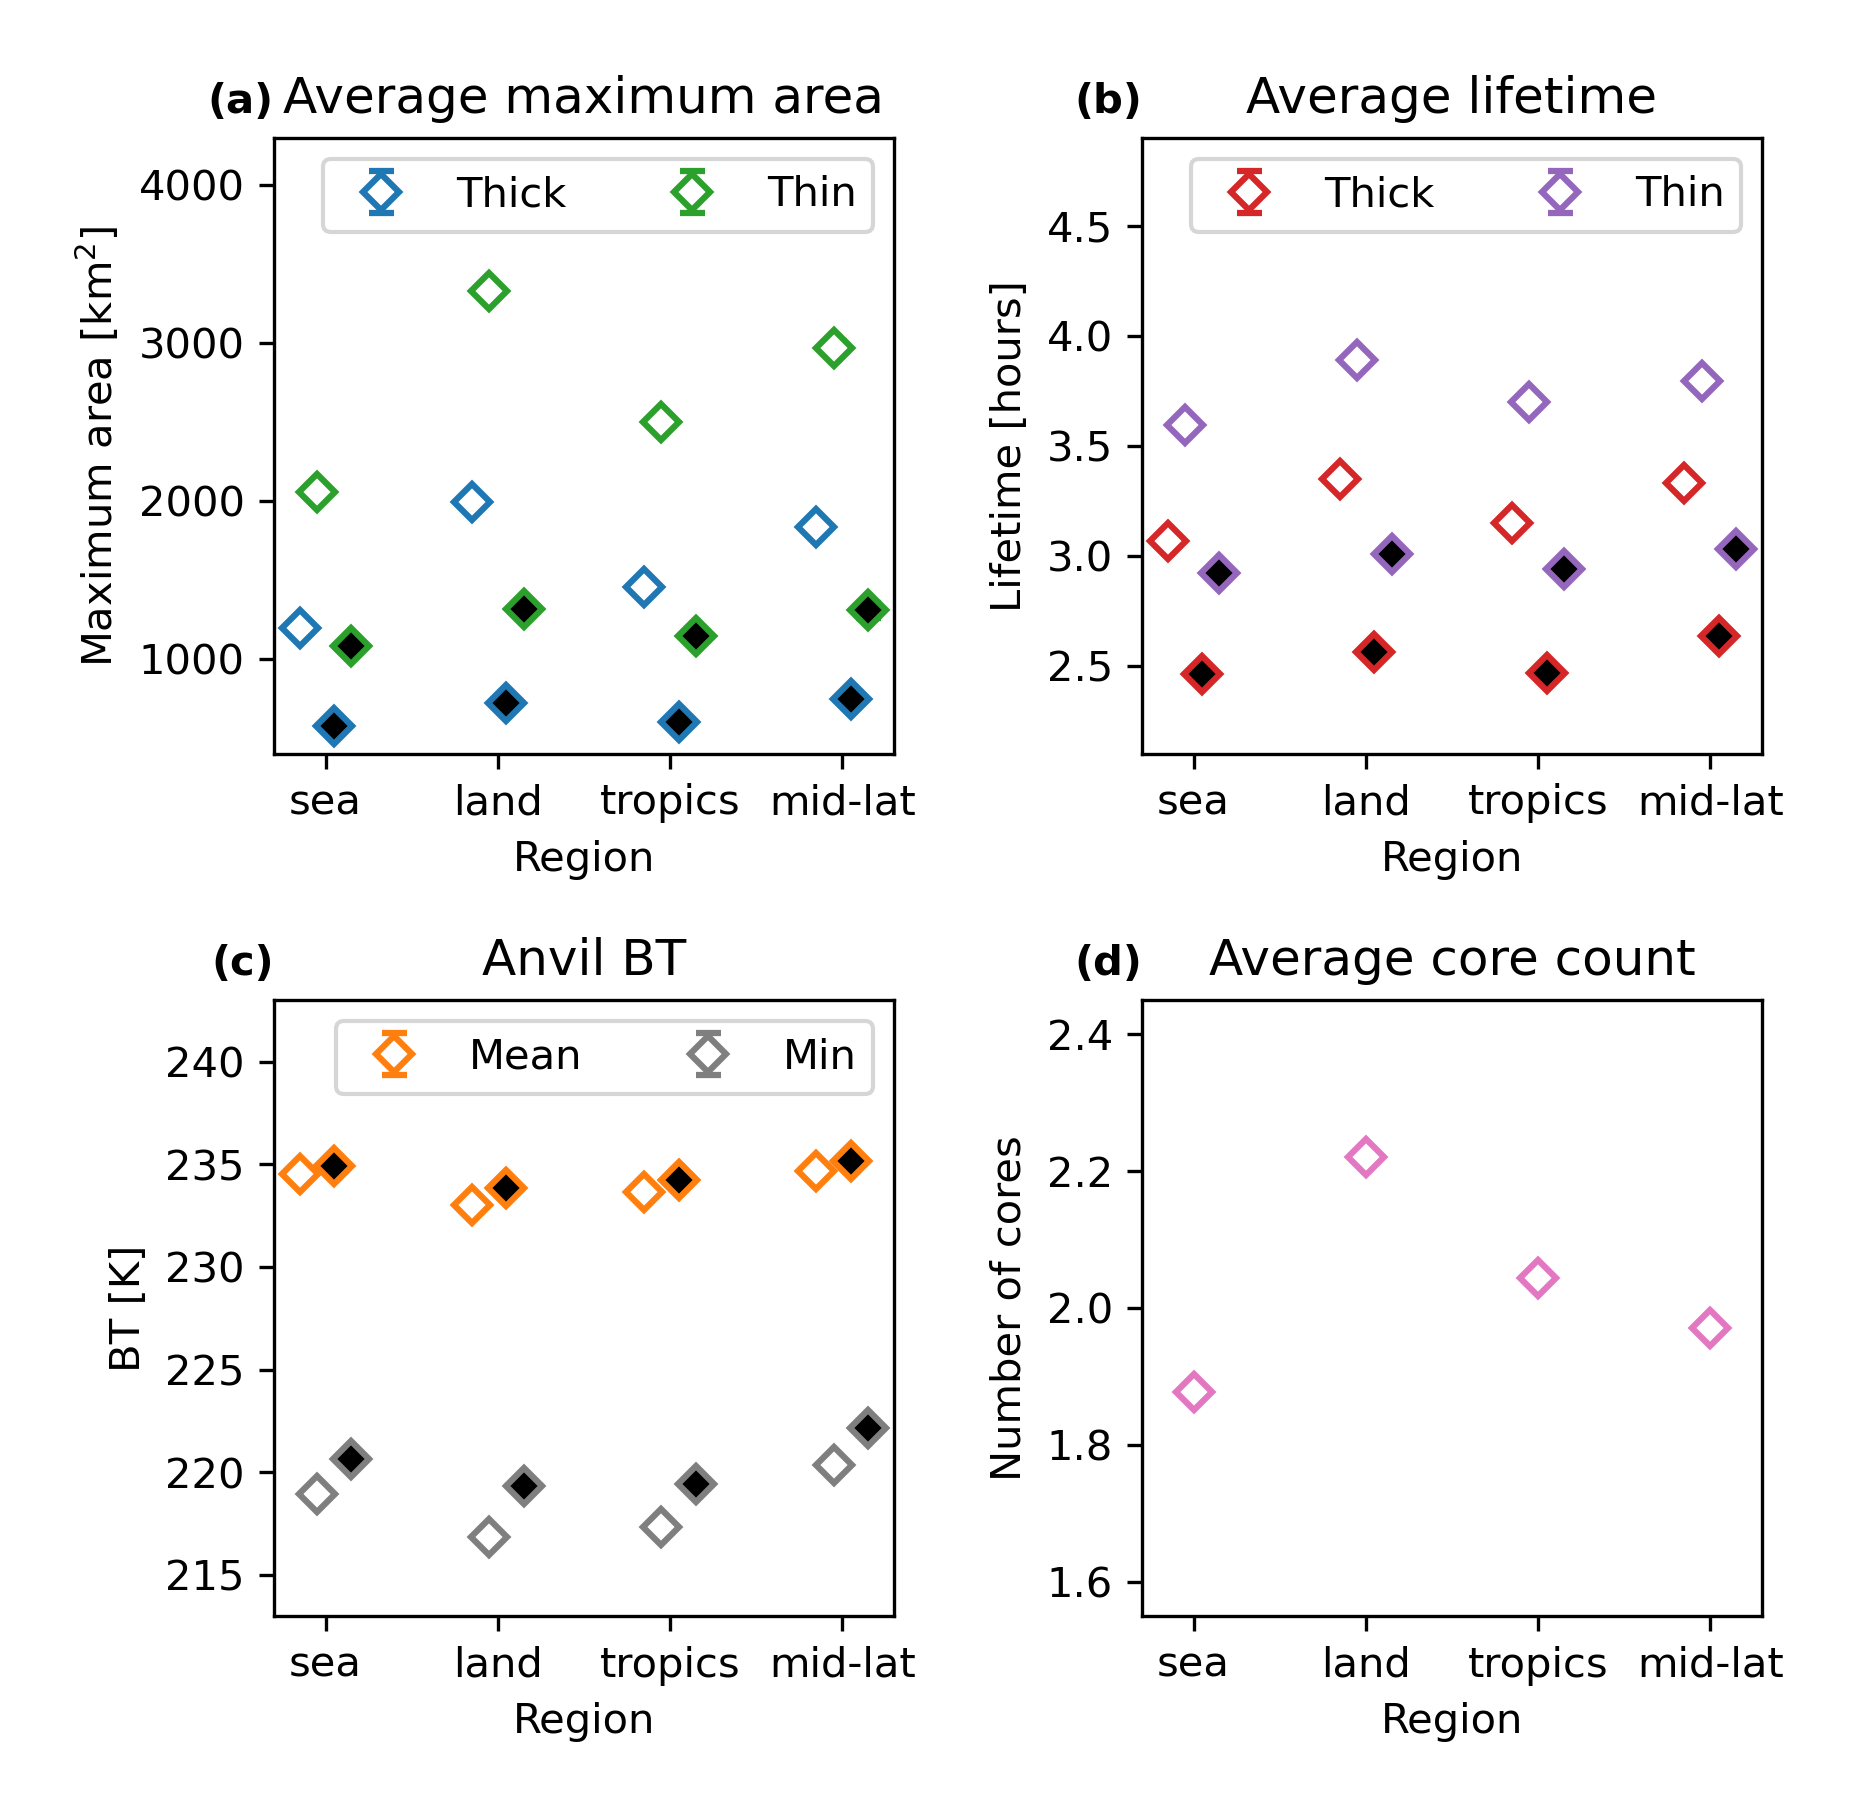 (a) Average maximum area
Thick Thin
4000
3000
2000
1000
Maximum area [km²]
sea land tropics mid-lat
Region
(b) Average lifetime
Thick Thin
4.5
4.0
3.5
3.0
2.5
Lifetime [hours]
sea land tropics mid-lat
Region
(c) Anvil BT
Mean Min
240
235
230
225
220
215
BT [K]
sea land tropics mid-lat
Region
(d) Average core count
2.4
2.2
2.0
1.8
1.6
Number of cores
sea land tropics mid-lat
Region